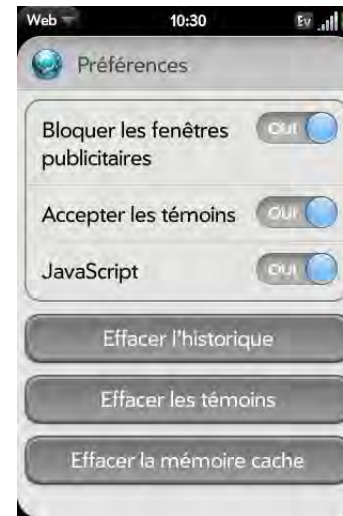 Web 10:30 Ev
Préférences
Bloquer les fenêtres
publicitaires
OUI
Accepter les témoins
OUI
JavaScript
OUI
Effacer l'historique
Effacer les témoins
Effacer la mémoire cache